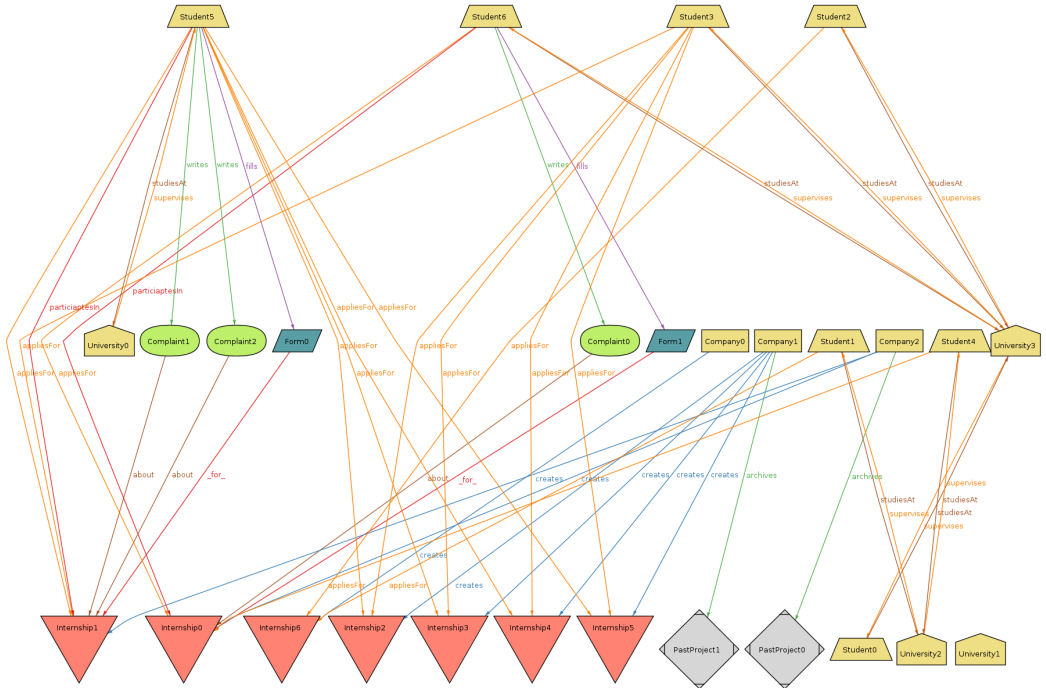 Student5
Student6
Student3
Student2
writes
writes
fills
writes
fills
studiesAt
studiesAt
studiesAt
studiesAt
supervises
supervises
supervises
supervises
particiaptesIn
particiaptesIn
appliesFor
appliesFor
University0
Complaint1
Complaint2
Form0
Complaint0
Form1
Company0
Company1
Student1
Company2
Student4
University3
appliesFor
appliesFor
appliesFor
appliesFor
appliesFor
appliesFor
appliesFor
appliesFor
appliesFor
appliesFor
about
about
_for_
about
_for_
creates
creates
creates
creates
creates
archives
archives
supervises
studiesAt
studiesAt
studiesAt
supervises
supervises
creates
creates
appliesFor
appliesFor
Internship1
Internship0
Internship6
Internship2
Internship3
Internship4
Internship5
PastProject1
PastProject0
Student0
University2
University1